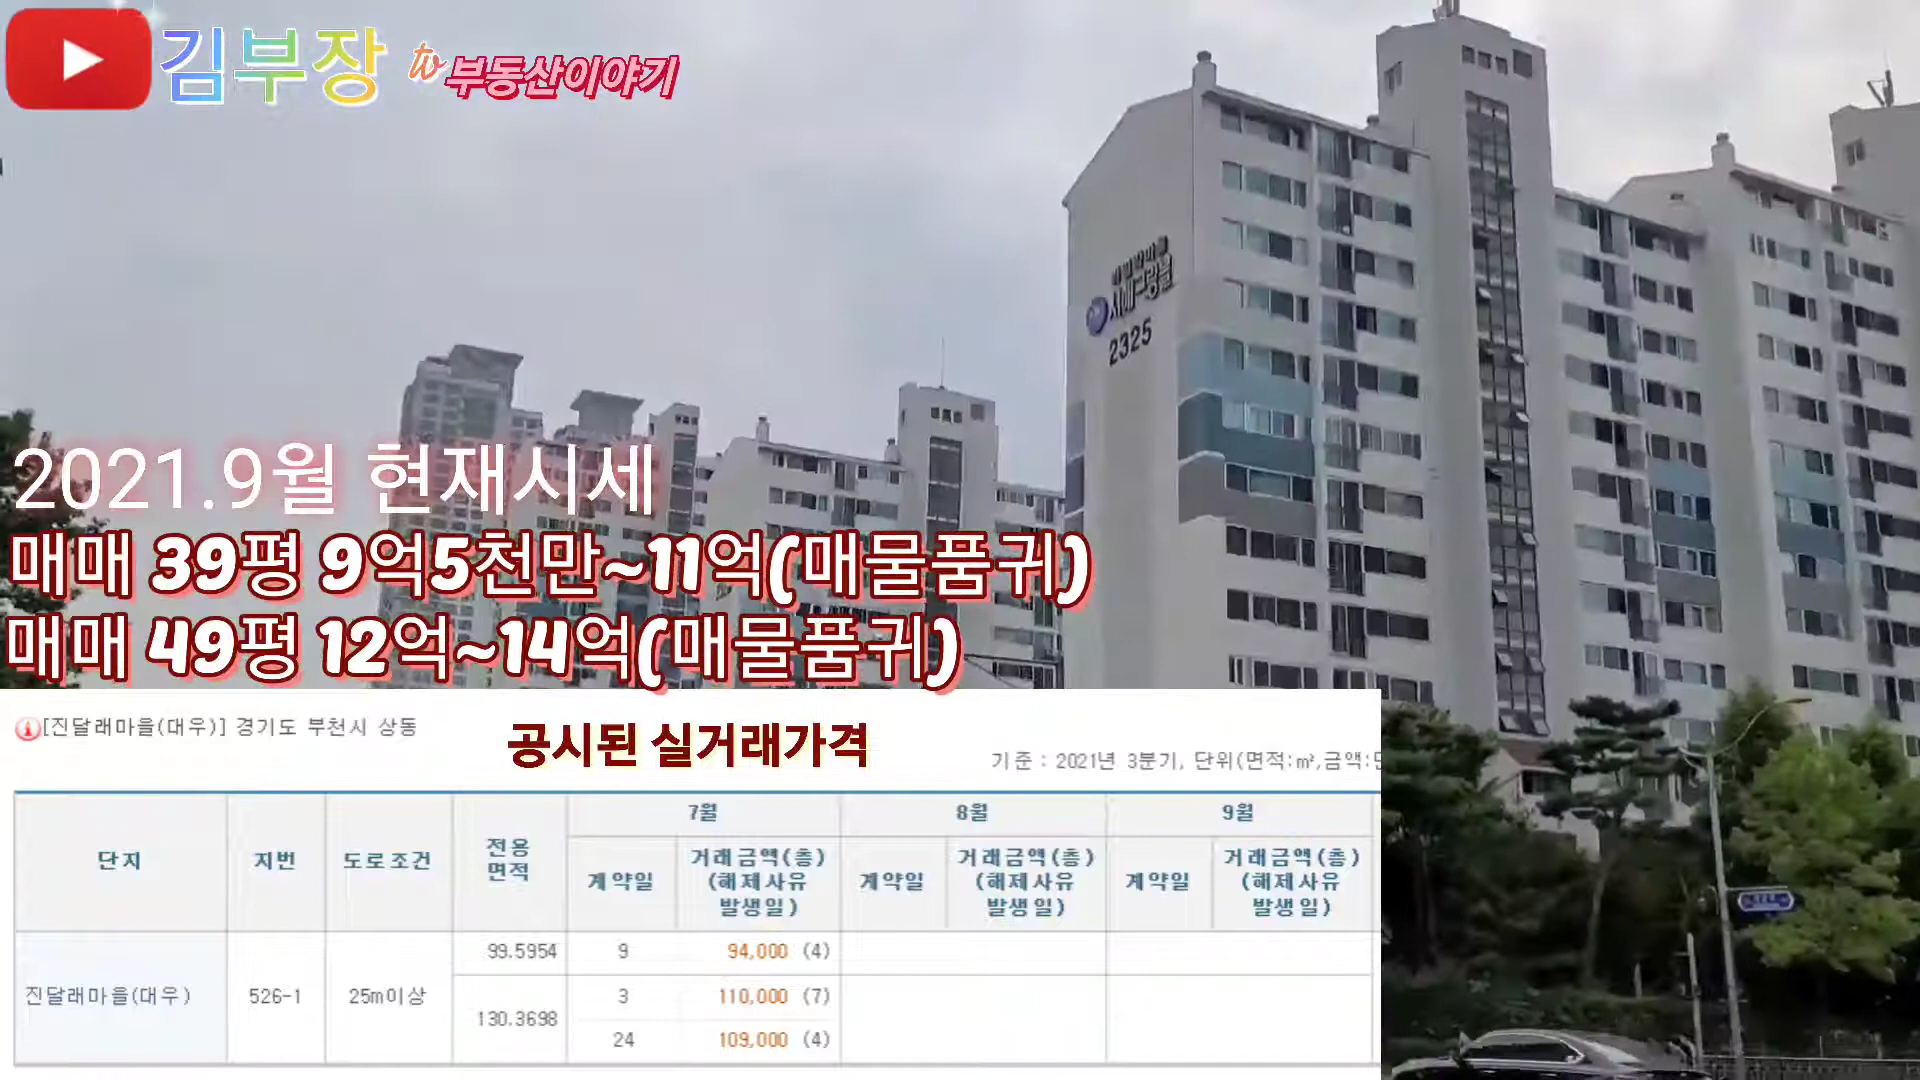 김부장 tv 부동산이야기
2325
2021.9월 현재시세
매매 39평 9억5천만~11억(매물품귀)
매매 49평 12억~14억(매물품귀)
[진달래마을(대우)] 경기도 부천시 상동
공시된 실거래가격
기준 : 2021년 3분기, 단위(면적:㎡,금액:
단지 지번 도로조건 전용면적 7월 8월 9월
계약일 거래금액(층) (해제사유 발생일) 계약일 거래금액(층) (해제사유 발생일) 계약일 거래금액(층) (해제사유 발생일)
진달래마을(대우) 526-1 25m이상
99.5954 9 94,000 (4)
130.3698 3 110,000 (7)
24 109,000 (4)